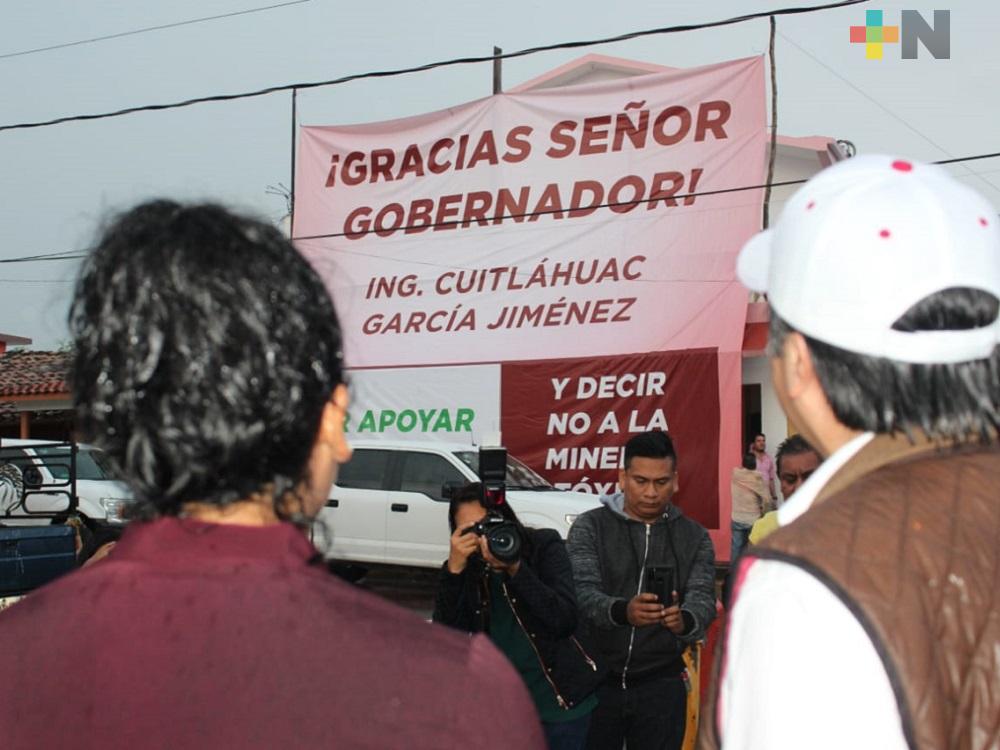 +N
¡GRACIAS SEÑOR
GOBERNADOR!
ING. CUITLÁHUAC
GARCÍA JIMÉNEZ
APOYAR
Y DECIR
NO A LA